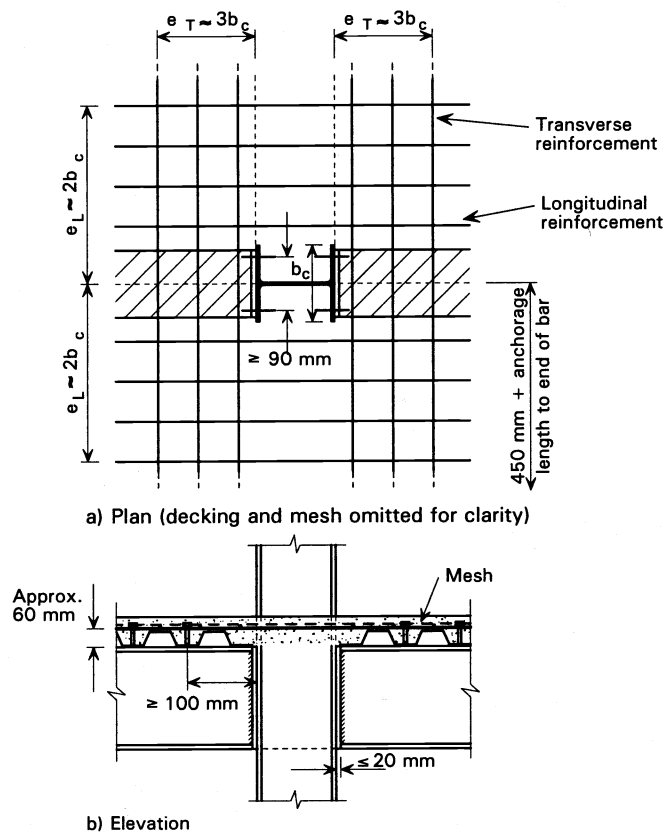 e T ≈ 3b c
e T ≈ 3b c
Transverse
reinforcement
e L ≈ 2b c
Longitudinal
reinforcement
b c
≥ 90 mm
e L ≈ 2b c
450 mm + anchorage
length to end of bar
a) Plan (decking and mesh omitted for clarity)
Mesh
Approx.
60 mm
≥ 100 mm
≤ 20 mm
b) Elevation